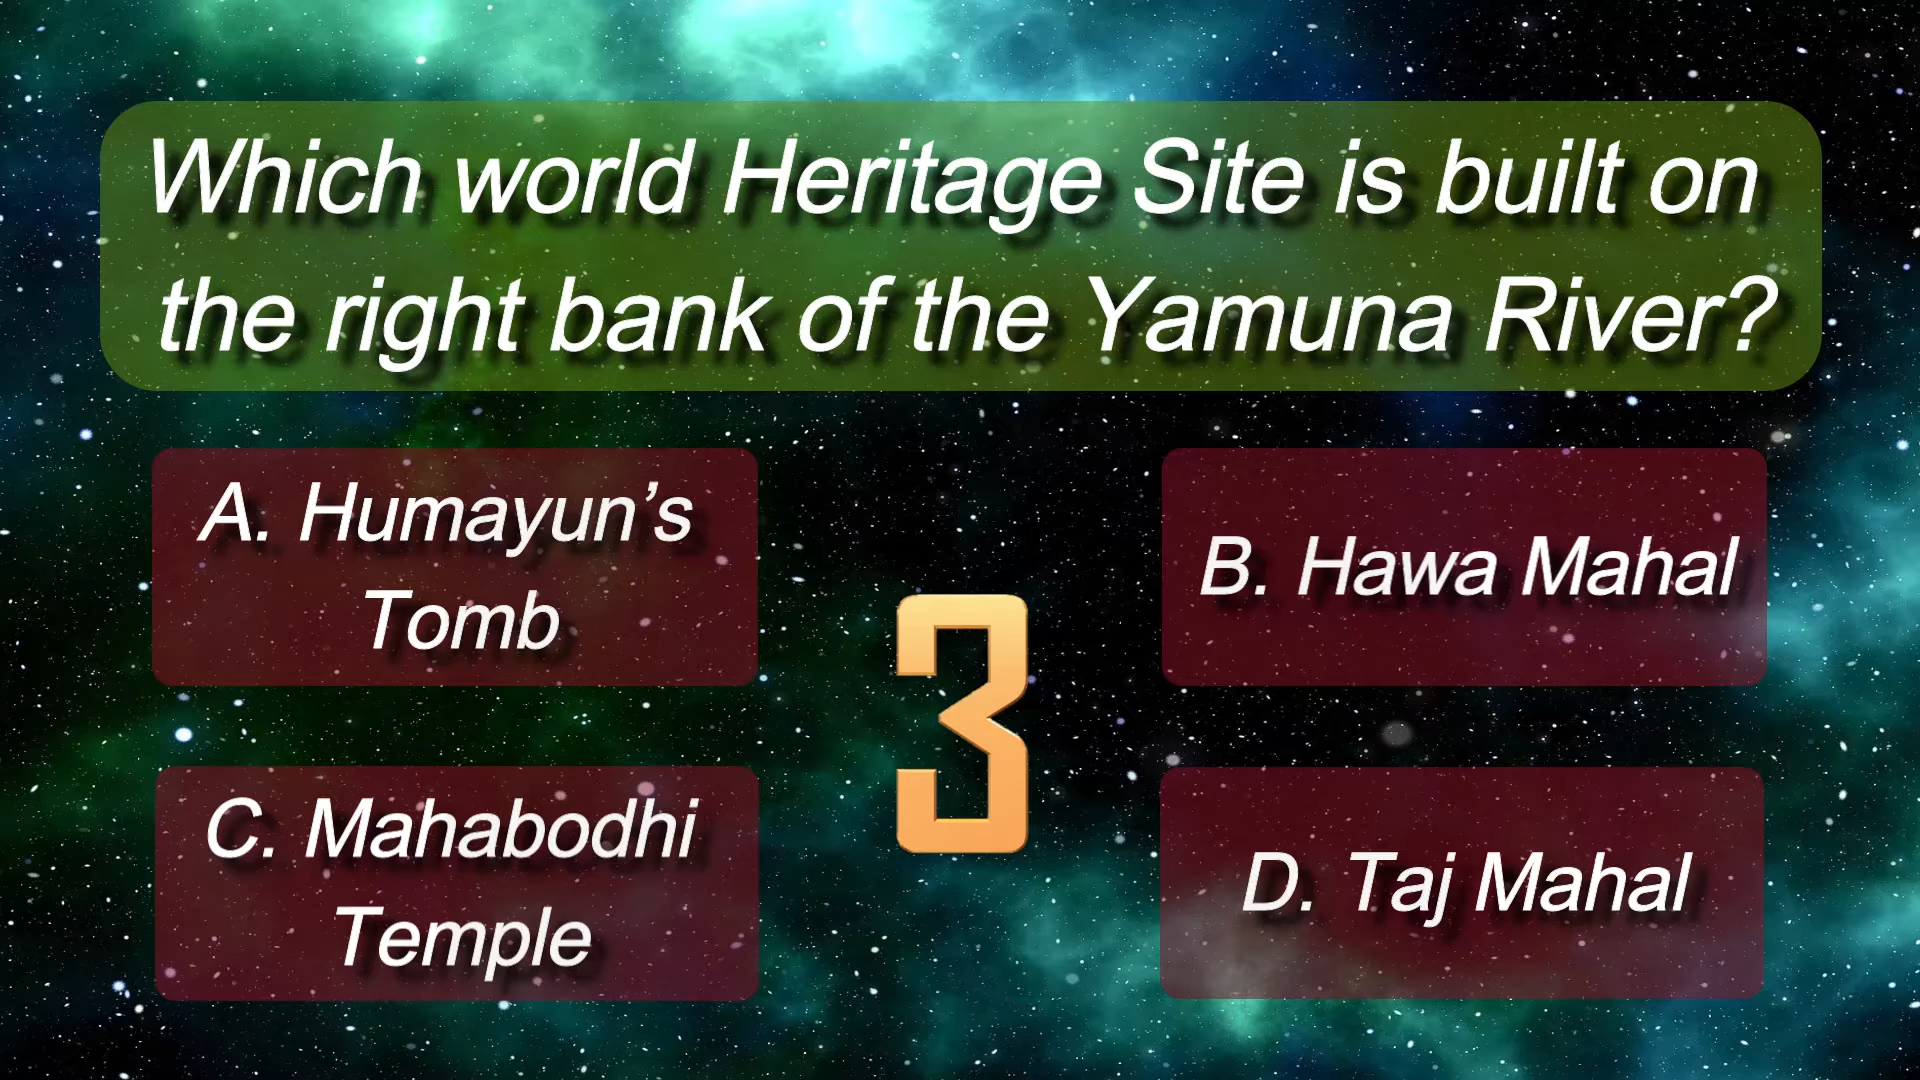 Which world Heritage Site is built on
the right bank of the Yamuna River?
A. Humayun’s
Tomb
B. Hawa Mahal
3
C. Mahabodhi
Temple
D. Taj Mahal